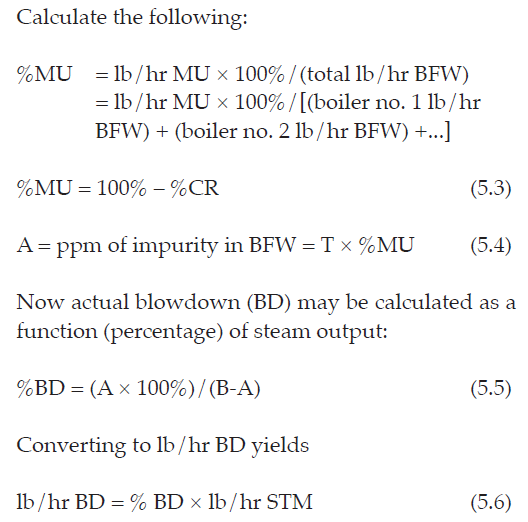 Calculate the following:
%MU = lb/hr MU × 100%/(total lb/hr BFW)
= lb/hr MU × 100%/[(boiler no. 1 lb/hr
BFW) + (boiler no. 2 lb/hr BFW) +...]
%MU = 100% – %CR (5.3)
A = ppm of impurity in BFW = T × %MU (5.4)
Now actual blowdown (BD) may be calculated as a
function (percentage) of steam output:
%BD = (A × 100%)/(B-A) (5.5)
Converting to lb/hr BD yields
lb/hr BD = % BD × lb/hr STM (5.6)